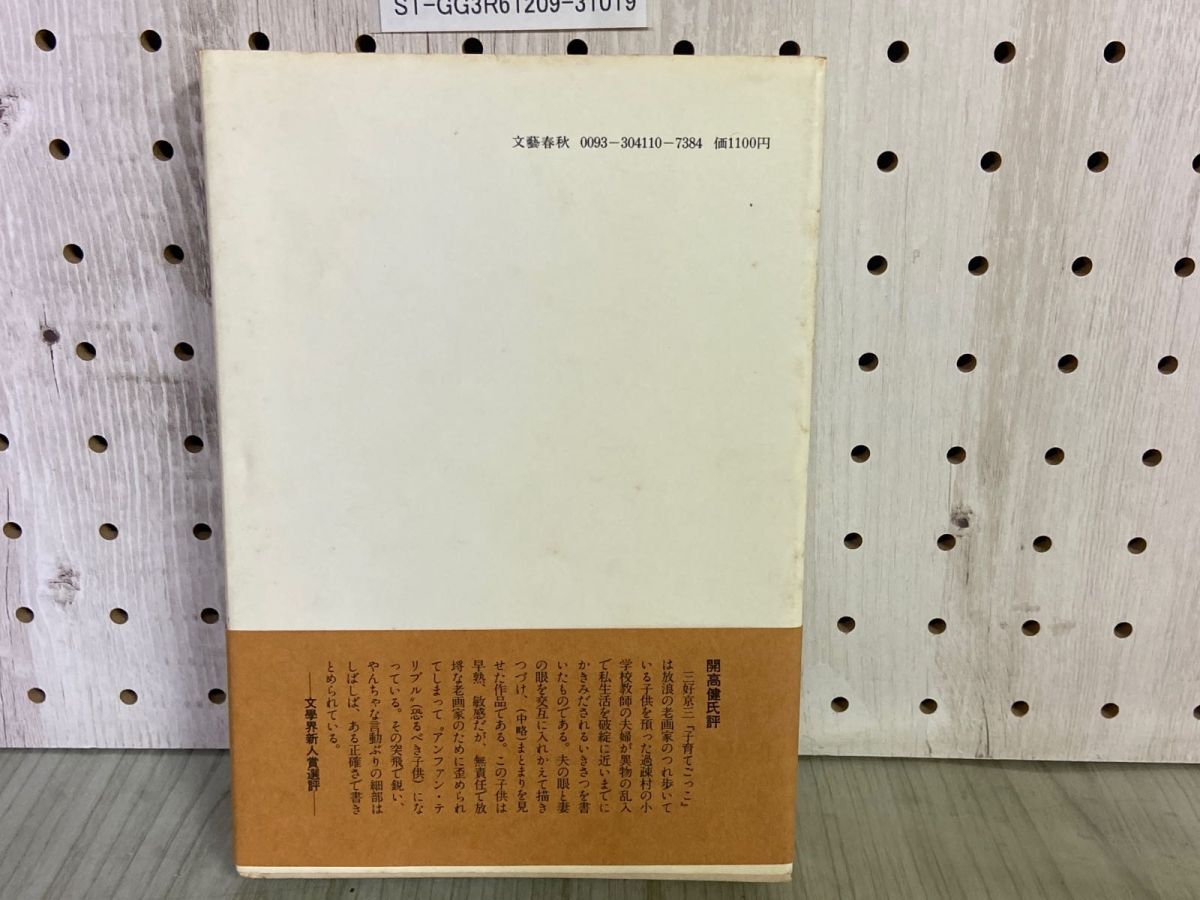 ST-GG3R61209-31019
文藝春秋 0093-304110-7384 価1100円
開高健氏評
三好京三『子育てごっこ』
は放浪の老画家のつれ歩いて
いる子供を預った過疎村の小
学校教師の夫婦が異物の乱入
で私生活を破綻に近いまでに
かきみだされるいきさつを書
いたものである。夫の眼と妻
の眼を交互に入れかえて描き
つづけ、(中略)まとまりを見
せた作品である。この子供は
早熟、敏感だが、無責任で放
埒な老画家のために歪められ
てしまって〝アンファン・テ
リブル〟(恐るべき子供)にな
っている。その突飛で鋭い、
やんちゃな言動ぶりの細部は
しばしば、ある正確さで書き
とめられている。
──文學界新人賞選評──